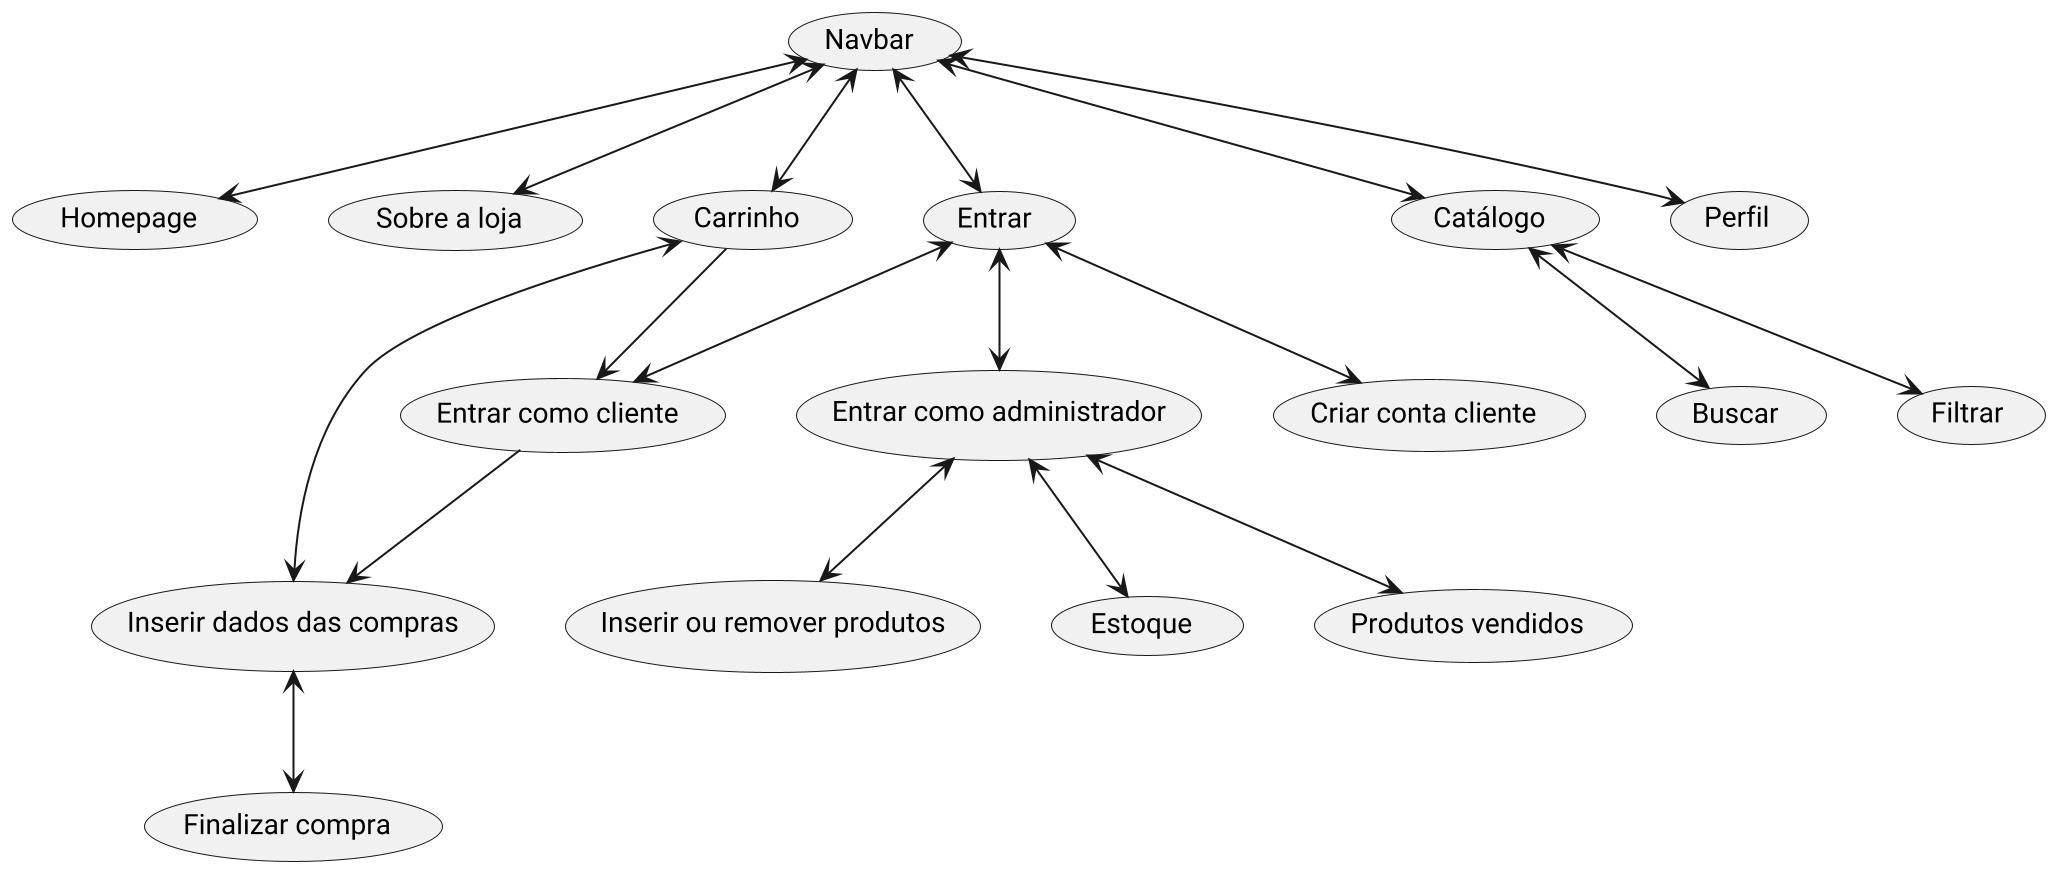 Navbar
Homepage
Sobre a loja
Carrinho
Entrar
Catálogo
Perfil
Entrar como cliente
Entrar como administrador
Criar conta cliente
Buscar
Filtrar
Inserir dados das compras
Inserir ou remover produtos
Estoque
Produtos vendidos
Finalizar compra